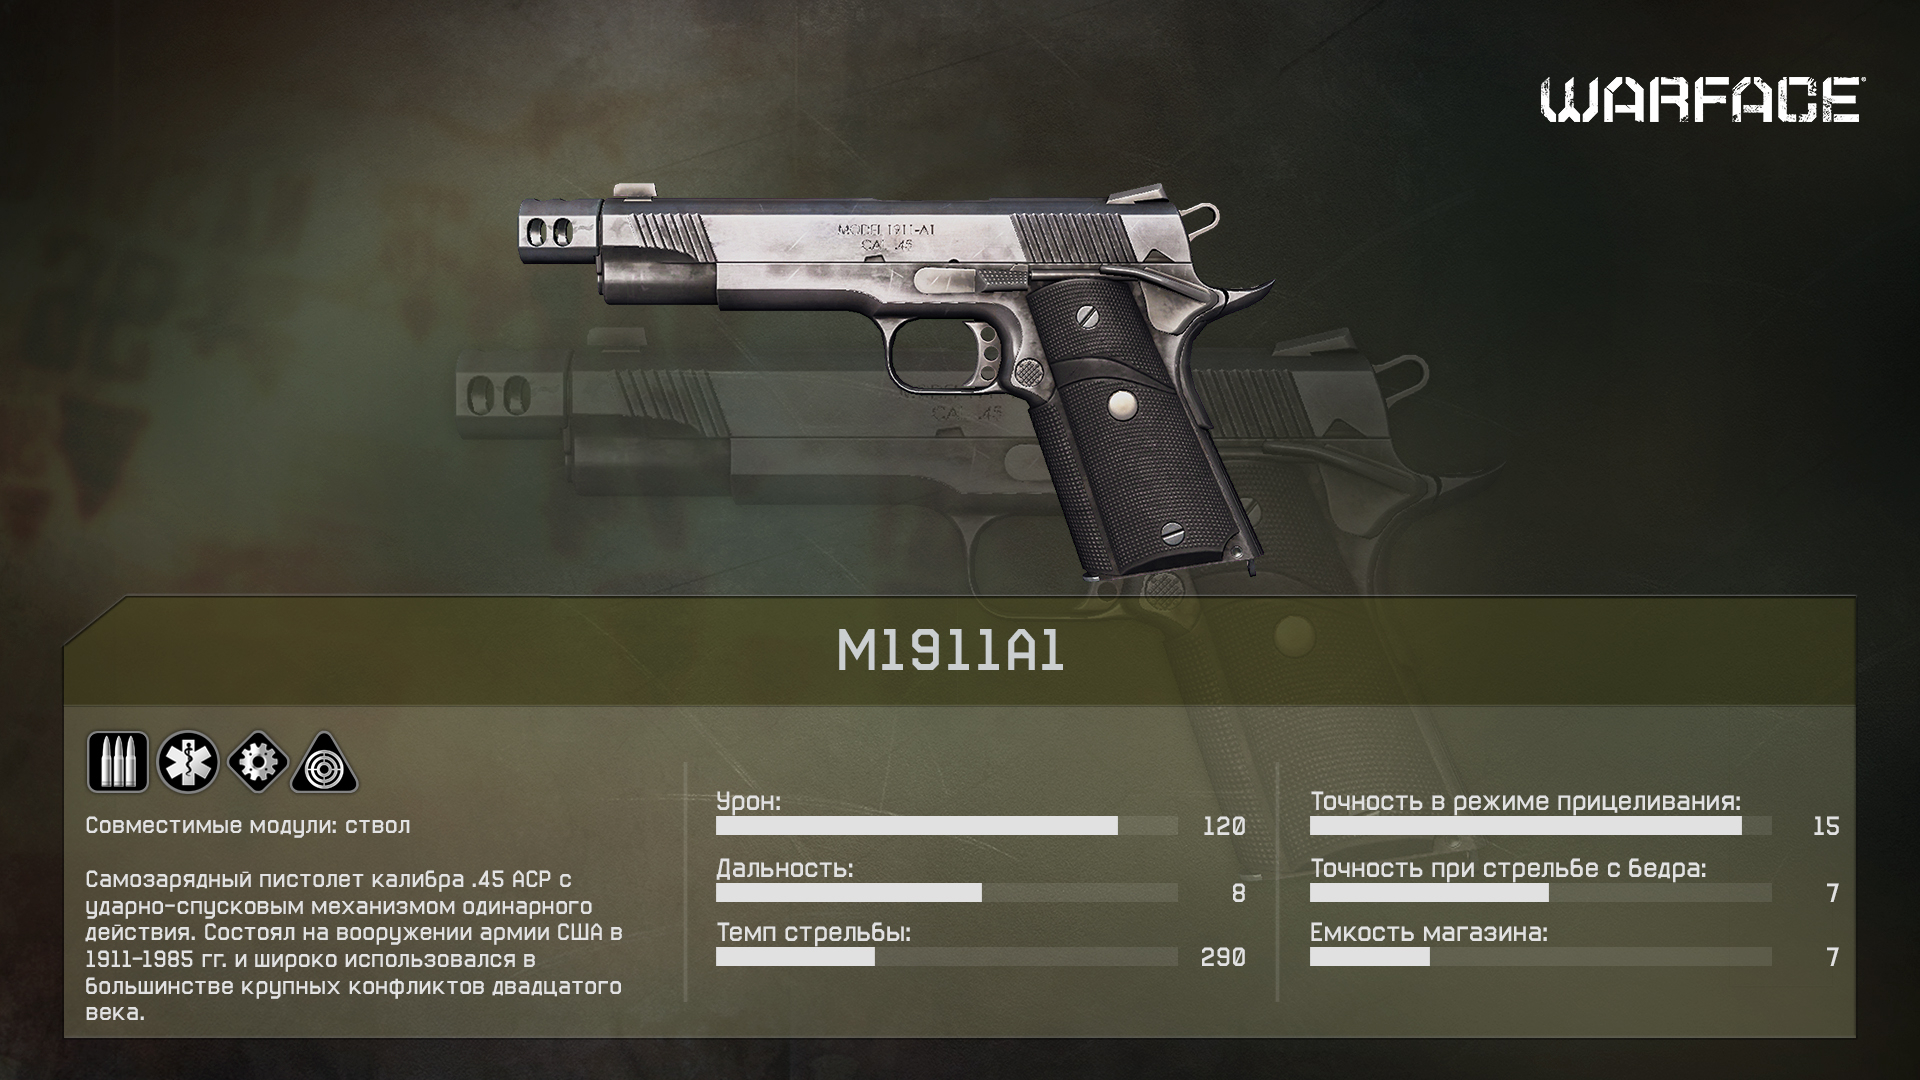 WARFACE
MODEL 1911-A1
CAL .45
CAL .45
M1911A1
Совместимые модули: ствол
Самозарядный пистолет калибра .45 ACP с
ударно-спусковым механизмом одинарного
действия. Состоял на вооружении армии США в
1911-1985 гг. и широко использовался в
большинстве крупных конфликтов двадцатого
века.
Урон:
120
Дальность:
8
Темп стрельбы:
290
Точность в режиме прицеливания:
15
Точность при стрельбе с бедра:
7
Емкость магазина:
7